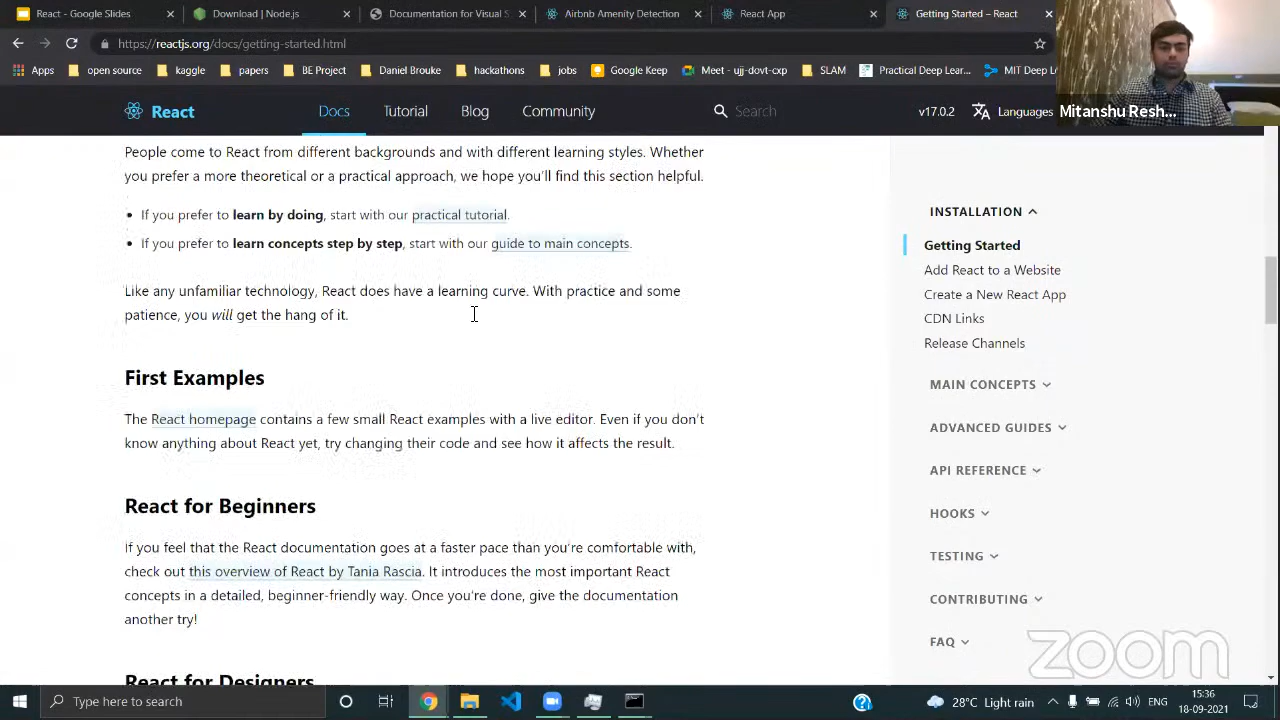 for Season - Google S
Download | Node.js
Documentation for Visual S
Airbnb Amenity Detection
React App
Getting Started – React
https://reactjs.org/docs/getting-started.html
Apps
open source
kaggle
papers
BE Project
Daniel Brouke
jobs
Google Keep
Meet - sg-dovt-cxp
SLAM
Practical Deep Lear...
MIT Deep Le
React
Docs
Blog
Community
Search
v17.0.2
Languages
Mitanshu Resh...
People come to React from different backgrounds and with different learning styles. Whether
you prefer a more theoretical or a practical approach, we hope you'll find this section helpful.
• If you prefer to learn by doing, start with our practical tutorial.
• If you prefer to learn concepts step by step, start with our guide to main concepts.
Like any unfamiliar technology, React does have a learning curve. With practice and some
patience, you will get the hang of it.
First Examples
The React homepage contains a few small React examples with a live editor. Even if you don't
know anything about React yet, try changing their code and see how it affects the result.
React for Beginners
If you feel that the React documentation goes at a faster pace than you're comfortable with,
check out this overview of React by Tania Rascia. It introduces the most important React
concepts in a detailed, beginner-friendly way. Once you're done, give the documentation
another try!
React for Designers
INSTALLATION
Getting Started
Add React to a Website
Create a New React App
CDN Links
Release Channels
MAIN CONCEPTS
ADVANCED GUIDES
API REFERENCE
HOOKS
TESTING
CONTRIBUTING
FAQ
zoom
Type here to search
28°C Light rain
ENG
15:36
18-09-2021